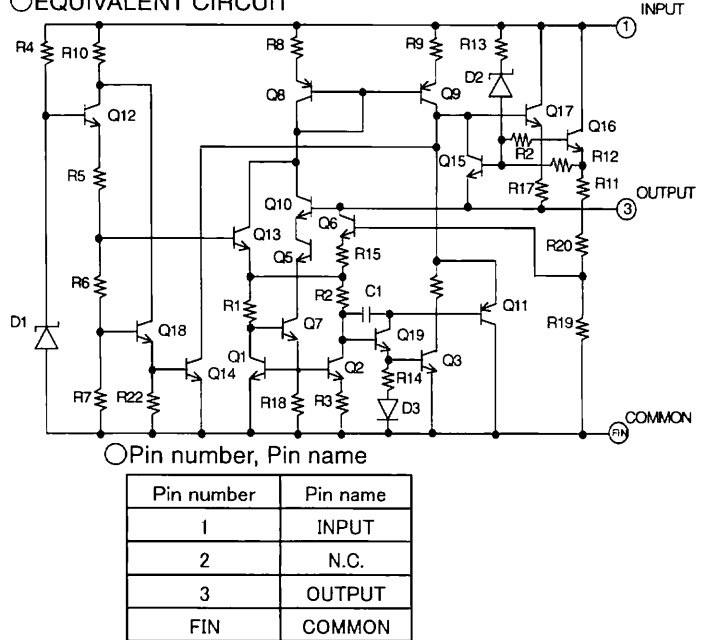 ○EQUIVALENT CIRCUIT
INPUT
1
R4
R10
R8
R9
R13
D2
Q12
Q8
Q9
Q17
Q16
R2
Q15
R12
R5
R17
R11
OUTPUT
3
Q10
Q6
Q13
Q5
R15
R20
R6
R2
C1
R1
Q11
R19
D1
Q18
Q7
Q19
Q1
Q2
Q3
Q14
R14
R7
R22
R18
R3
D3
COMMON
FIN
○Pin number, Pin name
Pin number Pin name
1 INPUT
2 N.C.
3 OUTPUT
FIN COMMON